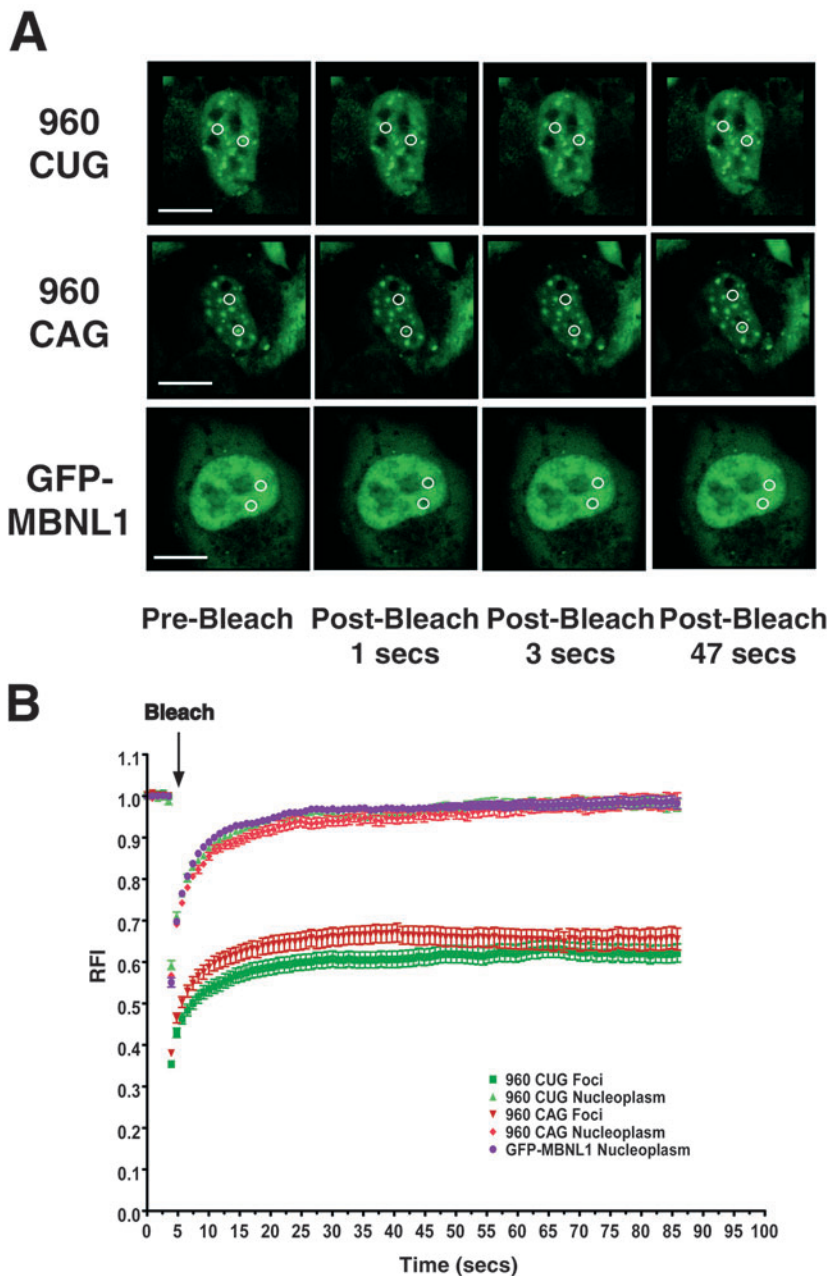 A
960
CUG
960
CAG
GFP-
MBNL1
Pre-Bleach Post-Bleach Post-Bleach Post-Bleach
1 secs 3 secs 47 secs
B
Bleach
1.1
1.0
0.9
0.8
0.7
0.6
0.5
0.4
0.3
0.2
0.1
0.0
RFI
960 CUG Foci
960 CUG Nucleoplasm
960 CAG Foci
960 CAG Nucleoplasm
GFP-MBNL1 Nucleoplasm
0 5 10 15 20 25 30 35 40 45 50 55 60 65 70 75 80 85 90 95 100
Time (secs)